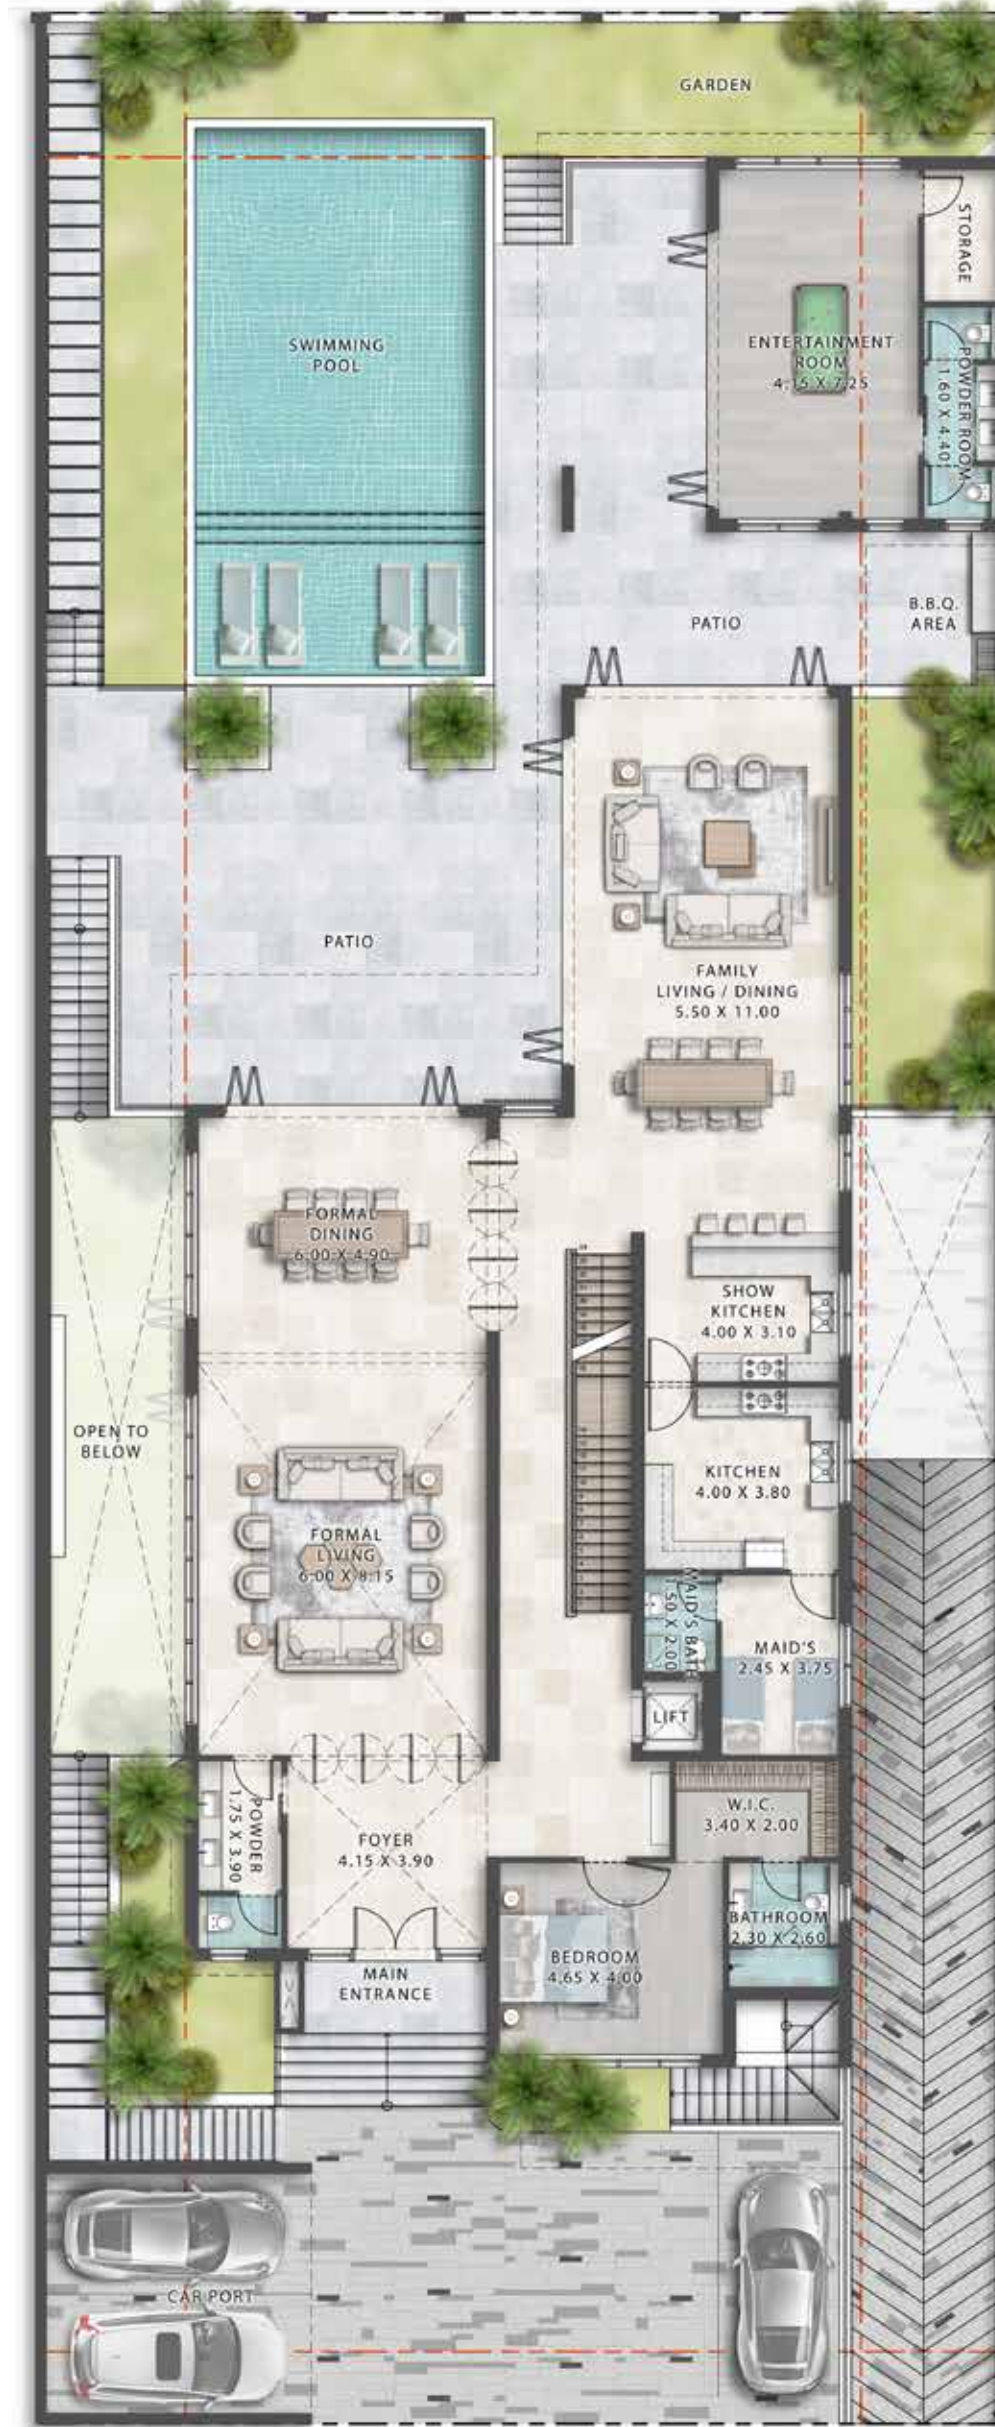 GARDEN
STORAGE
SWIMMING
POOL
ENTERTAINMENT
ROOM
4.15 X 7.25
POWDER ROOM
1.60 X 4.40
PATIO
B.B.Q.
AREA
PATIO
FAMILY
LIVING / DINING
5.50 X 11.00
FORMAL
DINING
6.00 X 4.90
SHOW
KITCHEN
4.00 X 3.10
OPEN TO
BELOW
KITCHEN
4.00 X 3.80
FORMAL
LIVING
6.00 X 8.15
MAID'S BATH
1.50 X 2.00
MAID'S
2.45 X 3.75
LIFT
POWDER
1.75 X 3.90
FOYER
4.15 X 3.90
W.I.C.
3.40 X 2.00
BATHROOM
2.30 X 2.60
BEDROOM
4.65 X 4.00
MAIN
ENTRANCE
CAR PORT